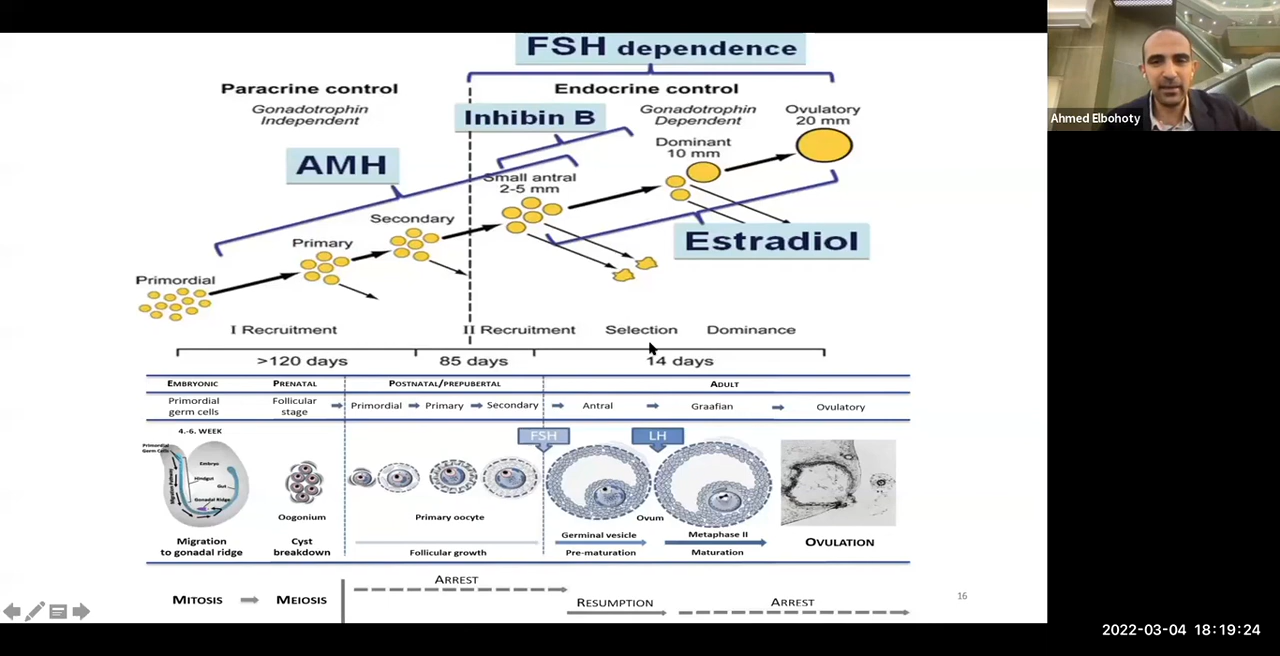 FSH dependence
Paracrine control
Endocrine control
Gonadotrophin
Independent
Inhibin B
Gonadotrophin
Dependent
Ovulatory
20 mm
AMH
Dominant
10 mm
Small antral
2-5 mm
Secondary
Primary
Estradiol
Primordial
I Recruitment
II Recruitment
Selection
Dominance
>120 days
85 days
14 days
EMBRYONIC
PRENATAL
POSTNATAL/PREPUBERTAL
ADULT
Primordial
germ cells
Follicular
stage
Primordial
Primary
Secondary
Antral
Graafian
Ovulatory
4.-6. WEEK
FSH
LH
Primordial
Germ Cells
Embryo
Hindgut
Gut
Gonadal Ridge
Oogonium
Primary oocyte
Ovum
Germinal vesicle
Metaphase II
Migration
to gonadal ridge
Cyst
breakdown
Follicular growth
Pre-maturation
Maturation
OVULATION
ARREST
MITOSIS
MEIOSIS
RESUMPTION
ARREST
16
Ahmed Elbohoty
2022-03-04 18:19:24